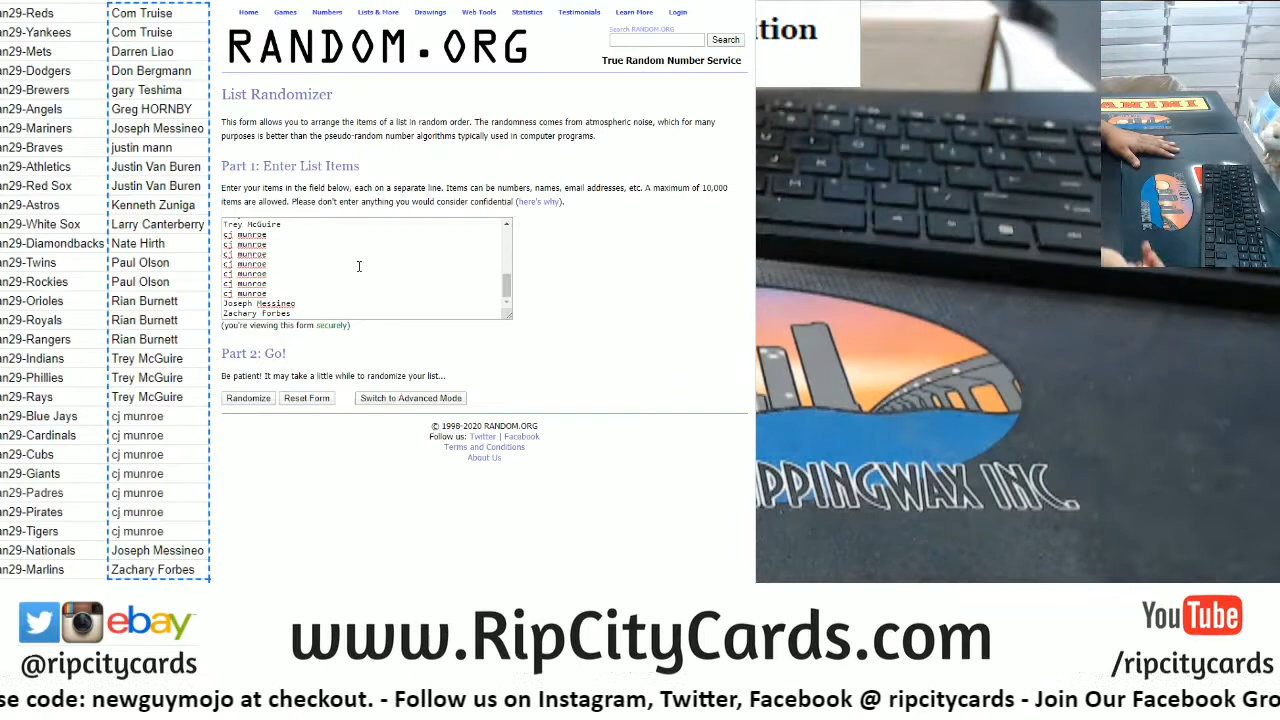 an29-Reds Com Truise
an29-Yankees Com Truise
an29-Mets Darren Liao
an29-Dodgers Don Bergmann
an29-Brewers gary Teshima
an29-Angels Greg HORNBY
an29-Mariners Joseph Messineo
an29-Braves justin mann
an29-Athletics Justin Van Buren
an29-Red Sox Justin Van Buren
an29-Astros Kenneth Zuniga
an29-White Sox Larry Canterberry
an29-Diamondbacks Nate Hirth
an29-Twins Paul Olson
an29-Rockies Paul Olson
an29-Orioles Rian Burnett
an29-Royals Rian Burnett
an29-Rangers Rian Burnett
an29-Indians Trey McGuire
an29-Phillies Trey McGuire
an29-Rays Trey McGuire
an29-Blue Jays cj munroe
an29-Cardinals cj munroe
an29-Cubs cj munroe
an29-Giants cj munroe
an29-Padres cj munroe
an29-Pirates cj munroe
an29-Tigers cj munroe
an29-Nationals Joseph Messineo
an29-Marlins Zachary Forbes
Home Games Numbers Lists & More Drawings Web Tools Statistics Testimonials Learn More Login
RANDOM.ORG
Search RANDOM.ORG
Search
True Random Number Service
List Randomizer
This form allows you to arrange the items of a list in random order. The randomness comes from atmospheric noise, which for many
purposes is better than the pseudo-random number algorithms typically used in computer programs.
Part 1: Enter List Items
Enter your items in the field below, each on a separate line. Items can be numbers, names, email addresses, etc. A maximum of 10,000
items are allowed. Please don't enter anything you would consider confidential (here's why).
Trey McGuire
cj munroe
cj munroe
cj munroe
cj munroe
cj munroe
cj munroe
cj munroe
Joseph Messineo
Zachary Forbes
(you're viewing this form securely)
Part 2: Go!
Be patient! It may take a little while to randomize your list...
Randomize Reset Form Switch to Advanced Mode
© 1998-2020 RANDOM.ORG
Follow us: Twitter | Facebook
Terms and Conditions
About Us
ition
PANINI
IPPINGWAX INC.
ebay
@ripcitycards
www.RipCityCards.com
YouTube
/ripcitycards
se code: newguymojo at checkout. - Follow us on Instagram, Twitter, Facebook @ ripcitycards - Join Our Facebook Gro